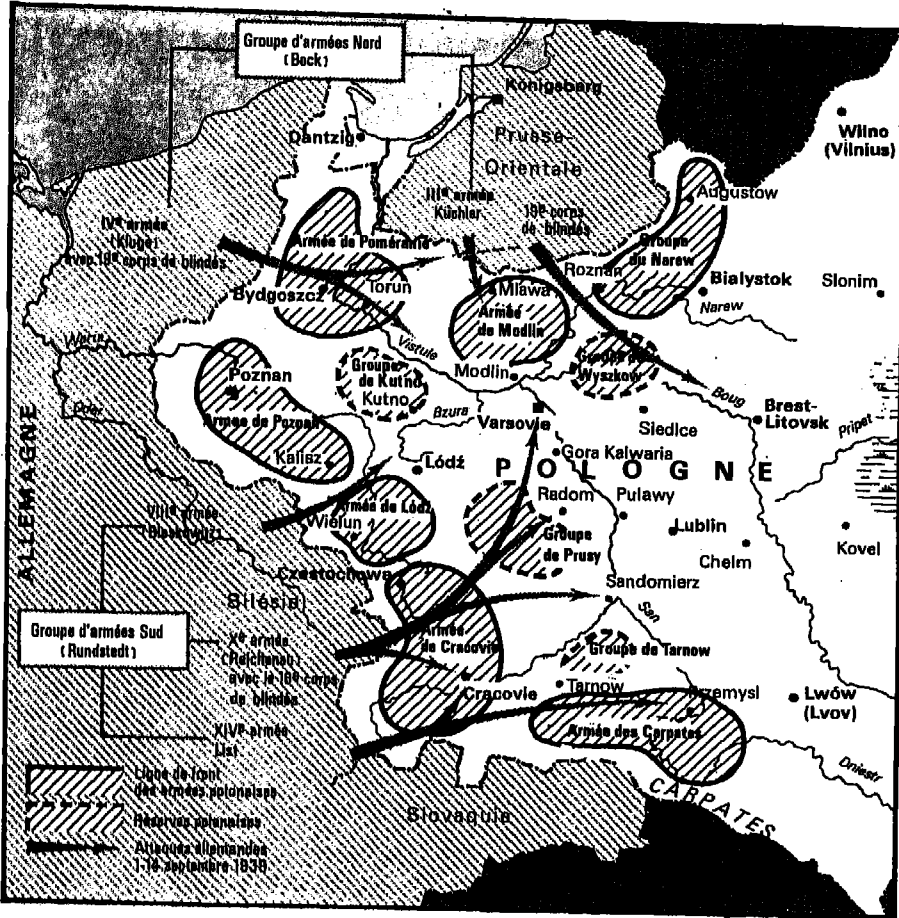 Groupe d'armées Nord
(Bock)
Königsberg
Dantzig
Prusse-
Orientale
Wilno
(Vilnius)
IVe armée
(Kluge)
avec 19e corps de blindés
IIIe armée
Küchler
19e corps
de blindés
Augustow
Armée de Poméranie
Groupe
du Narew
Roznan
Bialystok
Slonim
Bydgoszcz
Torun
Mlawa
Armée
de Modlin
Narew
Vistule
Modlin
Wyszkow
Boug
Poznan
Groupe
de Kutno
Kutno
Armée de Poznan
Bzura
Varsovie
Siedlce
Brest-
Litovsk
Pripet
Oder
ALLEMAGNE
Kalisz
Lódź
Gora Kalwaria
POLOGNE
VIIIe armée
(Blaskowitz)
Armée de Lódź
Wielun
Radom
Pulawy
Groupe
de Prusy
Lublin
Chelm
Kovel
Czestochowa
Silésie
Sandomierz
San
Groupe d'armées Sud
(Rundstedt)
Xe armée
(Reichenau)
avec le 16e corps
de blindés
Armée
de Cracovie
Groupe de Tarnow
Cracovie
Tarnow
Przemysl
Lwów
(Lvov)
XIVe armée
List
Armée des Carpates
Dniestr
CARPATES
Slovaquie
Ligne de front
des armées polonaises
Réserves polonaises
Attaques allemandes
1-14 septembre 1939